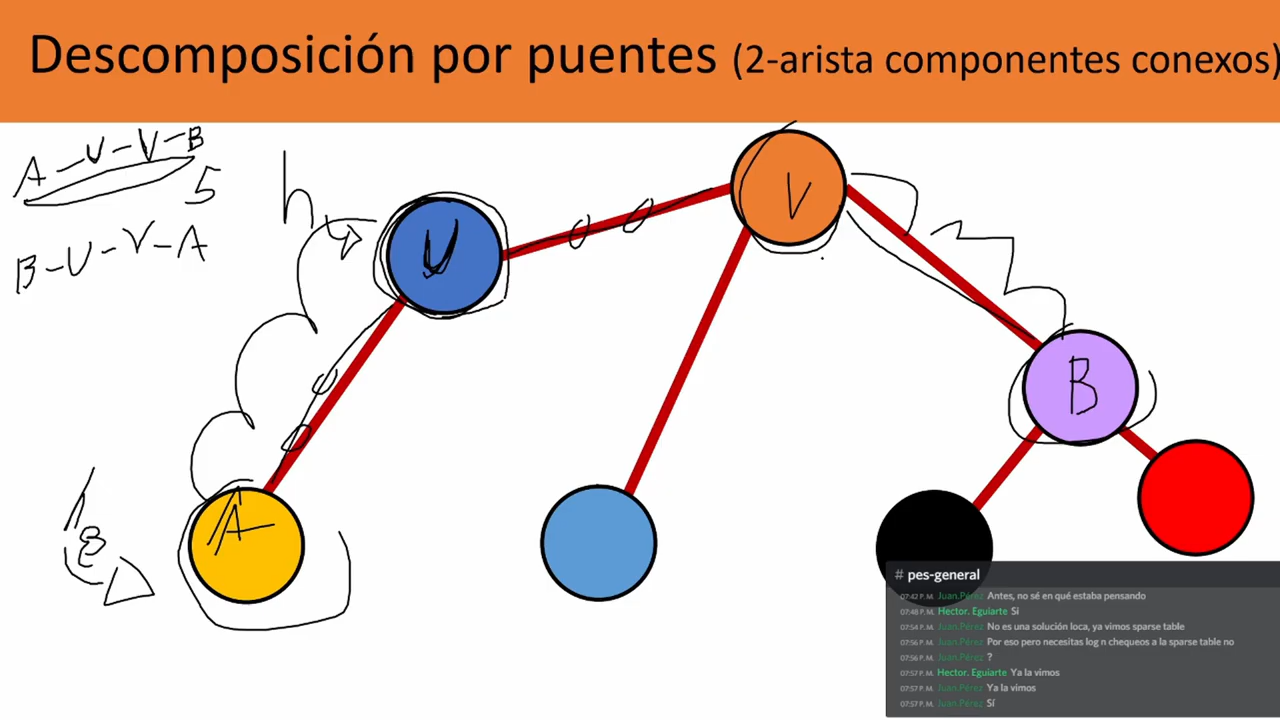 Descomposición por puentes (2-arista componentes conexos)
A-U-V-B
5
B-U-V-A
h
U
V
B
A
h
# pes-general
07:42 P.M. Juan.Pérez Antes, no sé en qué estaba pensando
07:48 P.M. Hector. Eguiarte Si
07:54 P.M. Juan.Pérez No es una solución loca, ya vimos sparse table
07:56 P.M. Juan.Pérez Por eso pero necesitas log n chequeos a la sparse table no
07:56 P.M. Juan.Pérez ?
07:57 P.M. Hector. Eguiarte Ya la vimos
07:57 P.M. Juan.Pérez Ya la vimos
07:57 P.M. Juan.Pérez Sí